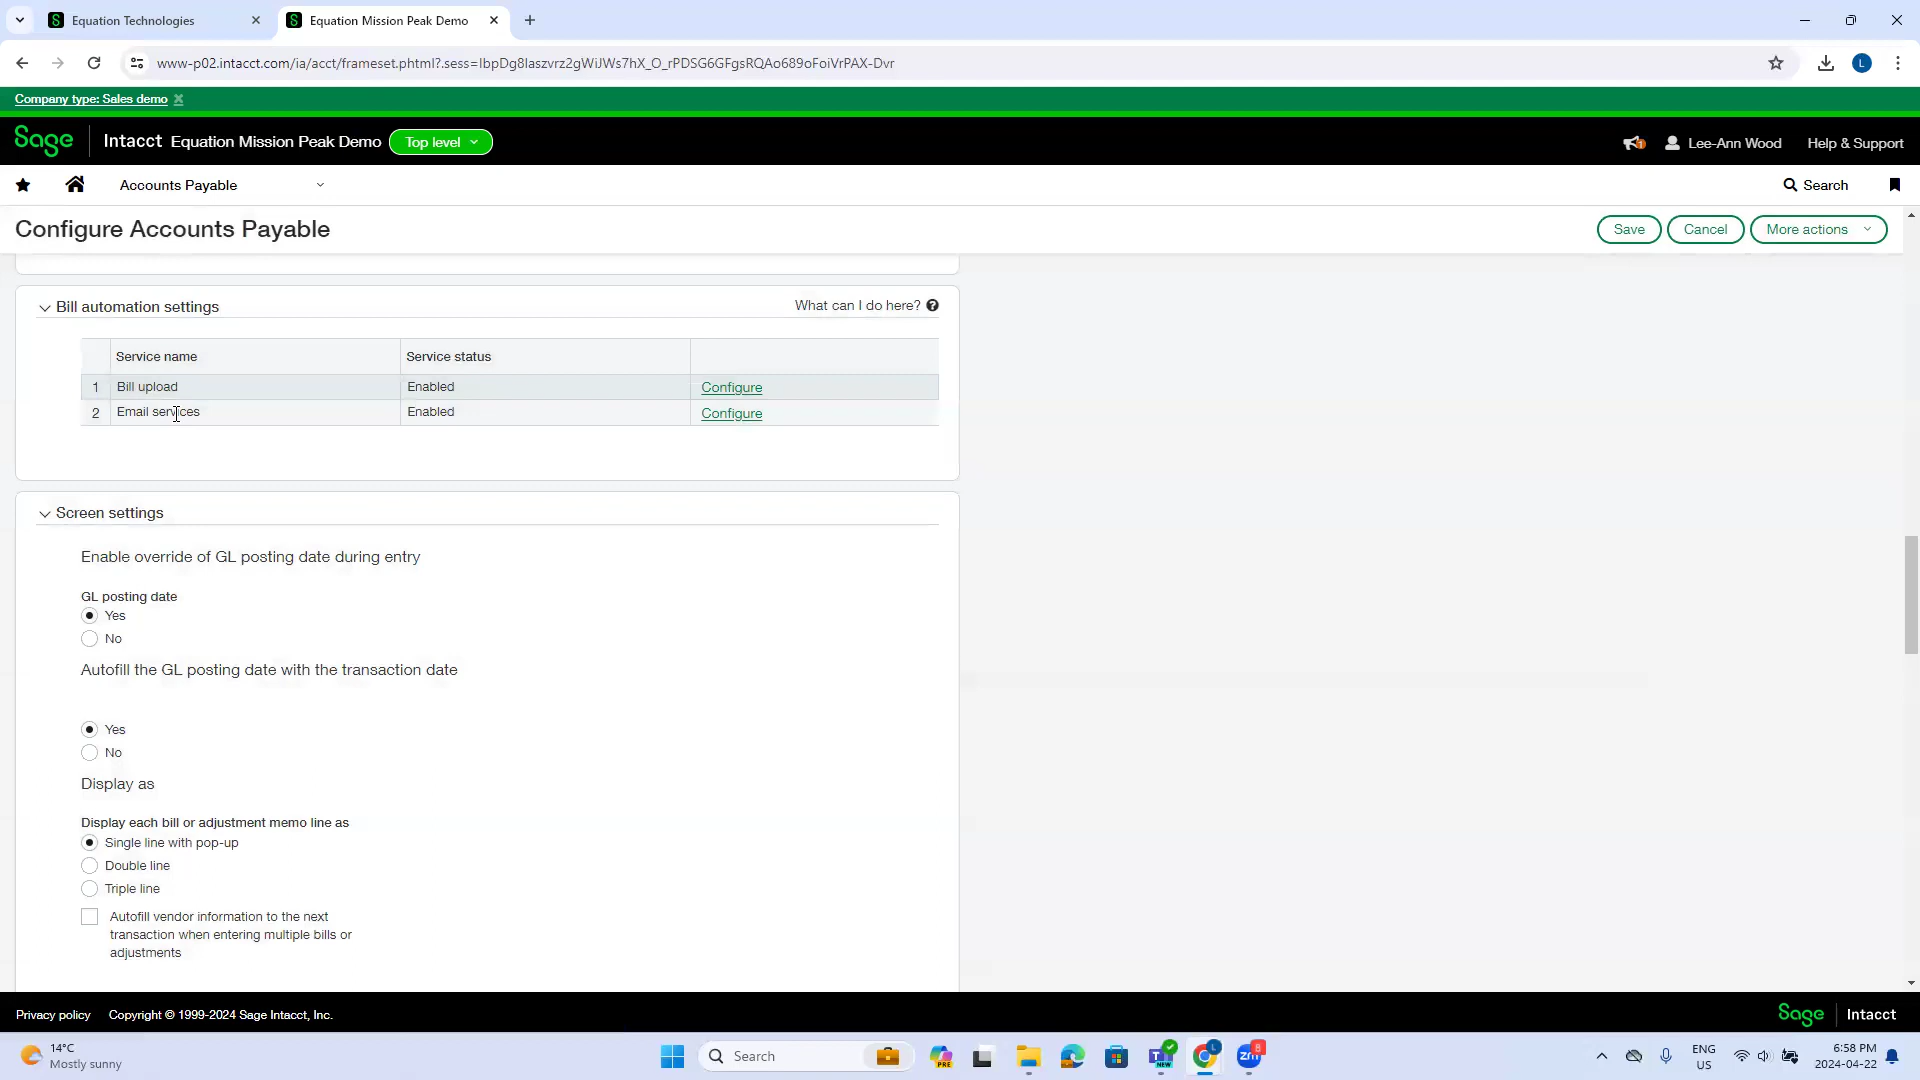 Equation Technologies
Equation Mission Peak Demo
www-p02.intacct.com/ia/acct/frameset.phtml?.sess=IbpDg8laszvrz2gWiJWs7hX_O_rPDSG6GFgsRQAo689oFoiVrPAX-Dvr
L
Company type: Sales demo
Sage Intacct Equation Mission Peak Demo Top level
1 Lee-Ann Wood Help & Support
Accounts Payable Search
Configure Accounts Payable Save Cancel More actions
Bill automation settings What can I do here?
Service name Service status
1 Bill upload Enabled Configure
2 Email services Enabled Configure
Screen settings
Enable override of GL posting date during entry
GL posting date
Yes
No
Autofill the GL posting date with the transaction date
Yes
No
Display as
Display each bill or adjustment memo line as
Single line with pop-up
Double line
Triple line
Autofill vendor information to the next
transaction when entering multiple bills or
adjustments
Privacy policy Copyright © 1999-2024 Sage Intacct, Inc. Sage Intacct
14°C
Mostly sunny
Search
PRE
NEW
L
zm
8
ENG
US
6:58 PM
2024-04-22